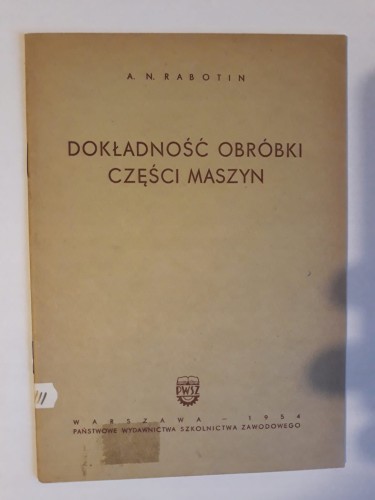 A. N. RABOTIN
DOKŁADNOŚĆ OBRÓBKI
CZĘŚCI MASZYN
PWSZ
WARSZAWA — 1954
PAŃSTWOWE WYDAWNICTWA SZKOLNICTWA ZAWODOWEGO